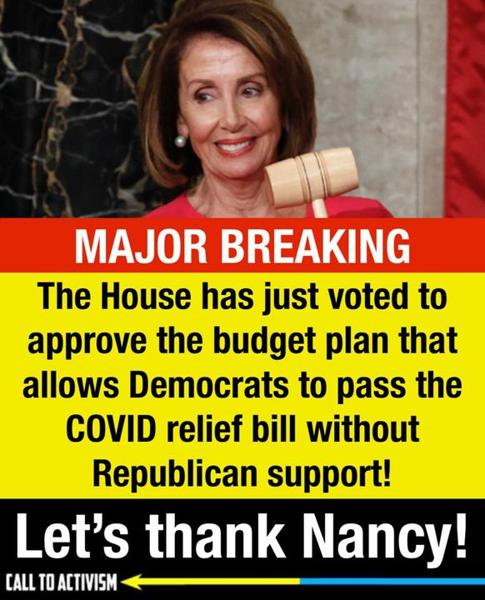 MAJOR BREAKING
The House has just voted to
approve the budget plan that
allows Democrats to pass the
COVID relief bill without
Republican support!
Let's thank Nancy!
CALL TO ACTIVISM